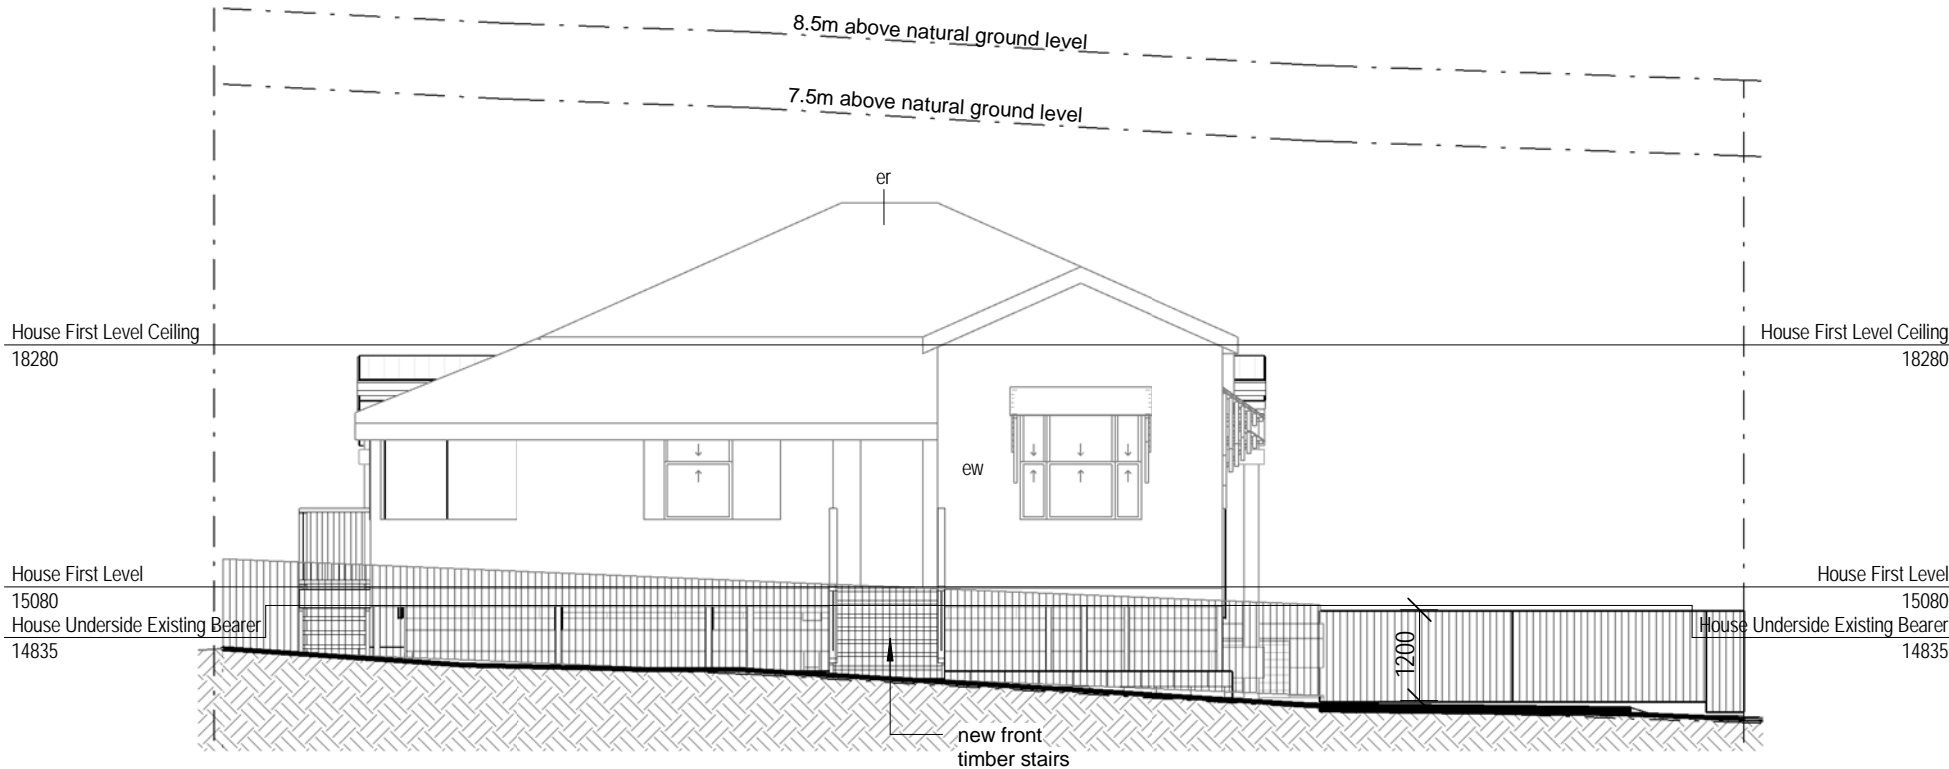 8.5m above natural ground level
7.5m above natural ground level
er
House First Level Ceiling
18280
House First Level Ceiling
18280
ew
House First Level
15080
House First Level
15080
House Underside Existing Bearer
14835
House Underside Existing Bearer
14835
1200
new front
timber stairs